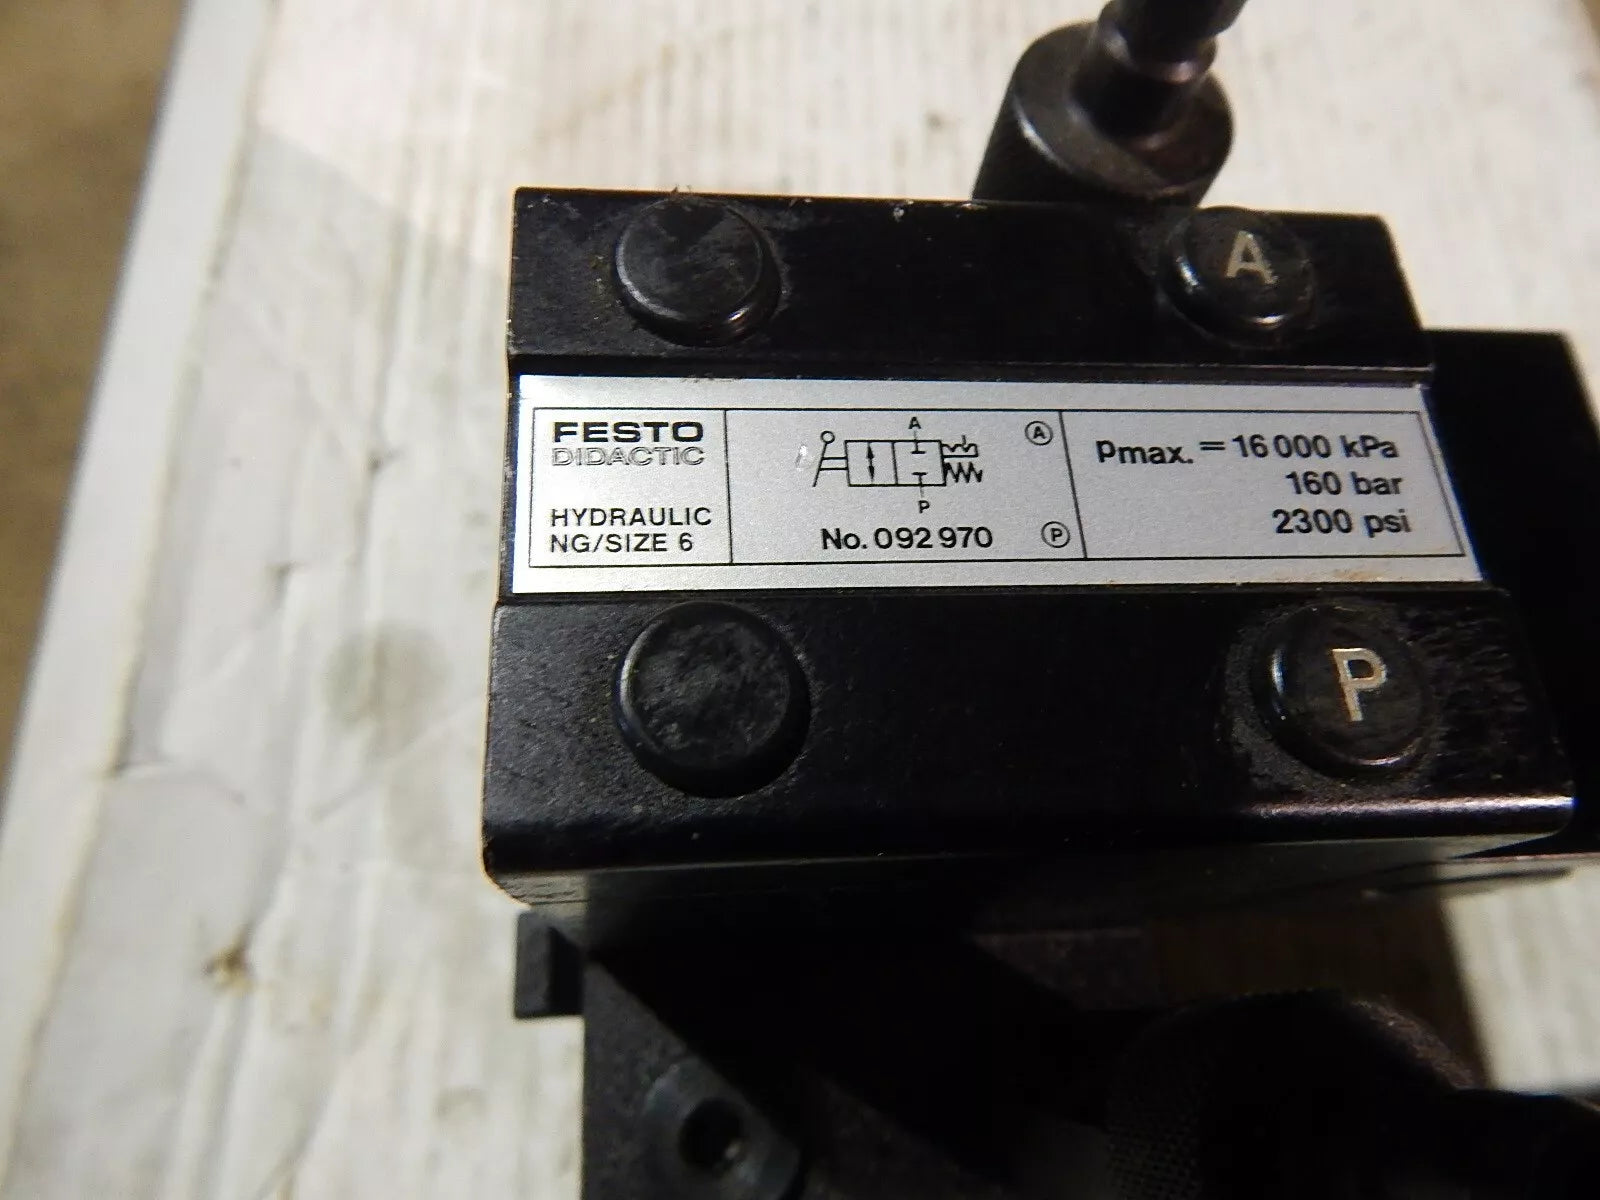 A
FESTO
DIDACTIC
HYDRAULIC
NG/SIZE 6
A
A
P
No. 092 970
P
Pmax. = 16 000 kPa
160 bar
2300 psi
P